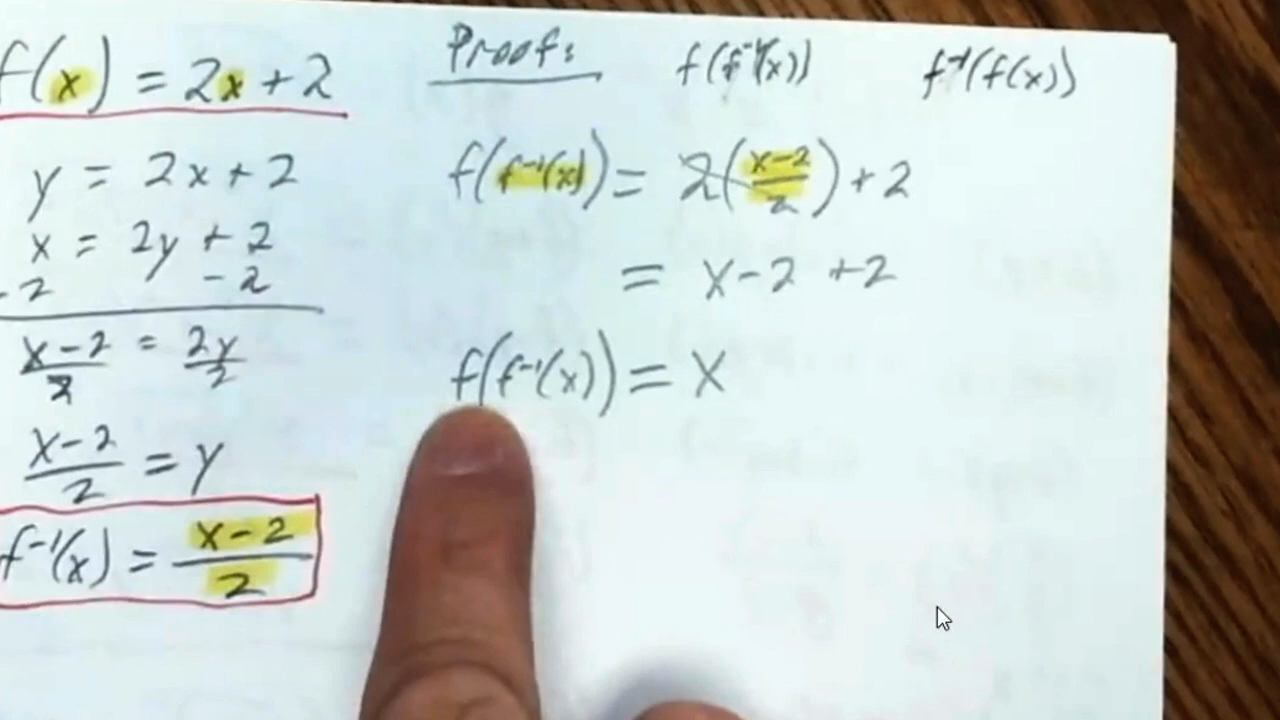 f(x) = 2x + 2
y = 2x + 2
x = 2y + 2
-2 -2
x-2/2 = 2y/2
x-2/2 = y
f⁻¹(x) = x-2/2
Proof: f(f⁻¹(x)) f⁻¹(f(x))
f(f⁻¹(x)) = 2(x-2/2) + 2
= x-2 +2
f(f⁻¹(x)) = x